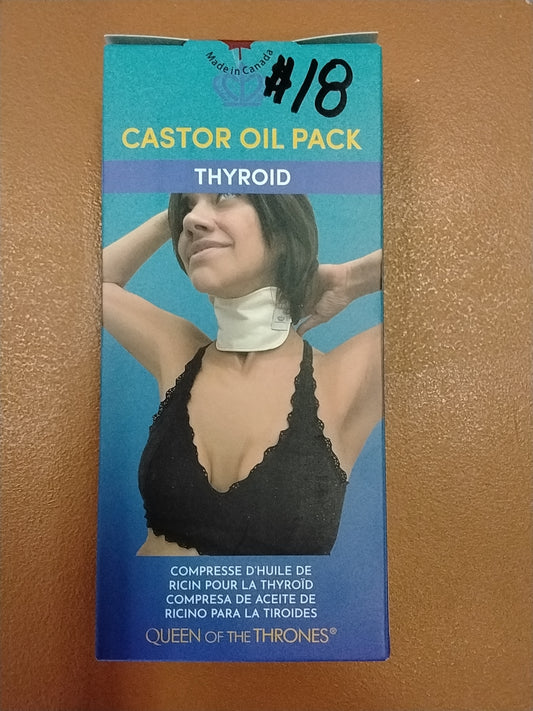 Made in Canada
#18
CASTOR OIL PACK
THYROID
COMPRESSE D'HUILE DE
RICIN POUR LA THYROÏD
COMPRESA DE ACEITE DE
RICINO PARA LA TIROIDES
QUEEN OF THE THRONES®